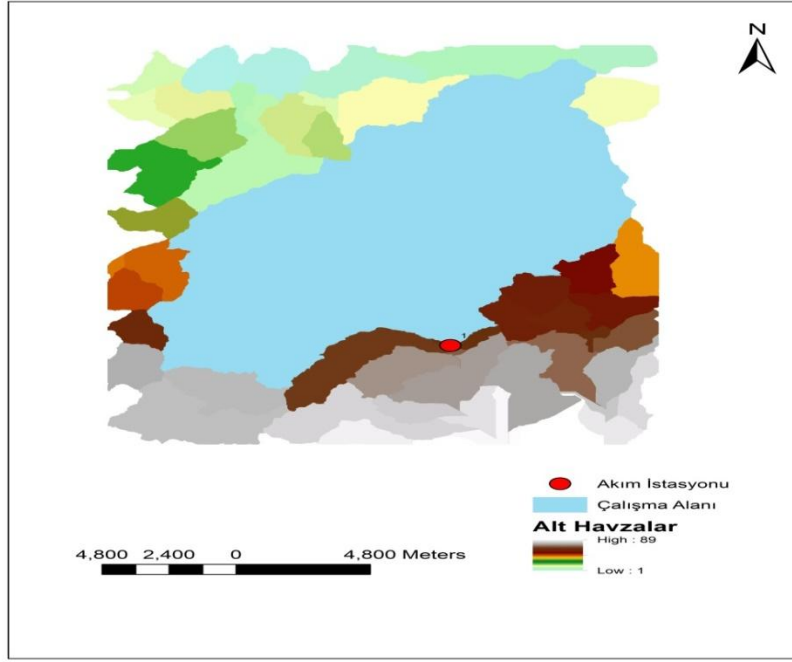 N
1
Akım İstasyonu
Çalışma Alanı
Alt Havzalar
High : 89
Low : 1
4,800 2,400 0 4,800 Meters